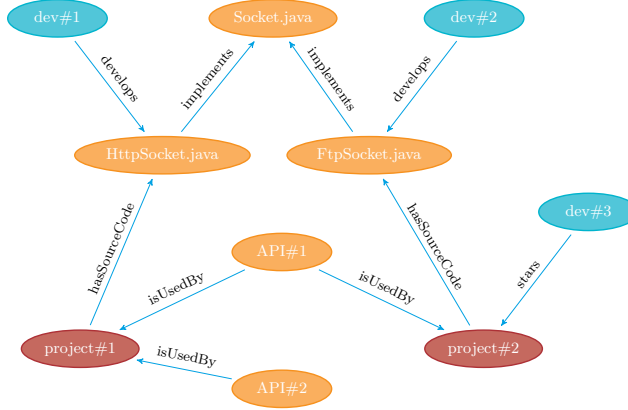 dev#1
Socket.java
dev#2
develops
implements
implements
develops
HttpSocket.java
FtpSocket.java
dev#3
hasSourceCode
hasSourceCode
API#1
stars
isUsedBy
isUsedBy
project#1
project#2
isUsedBy
API#2